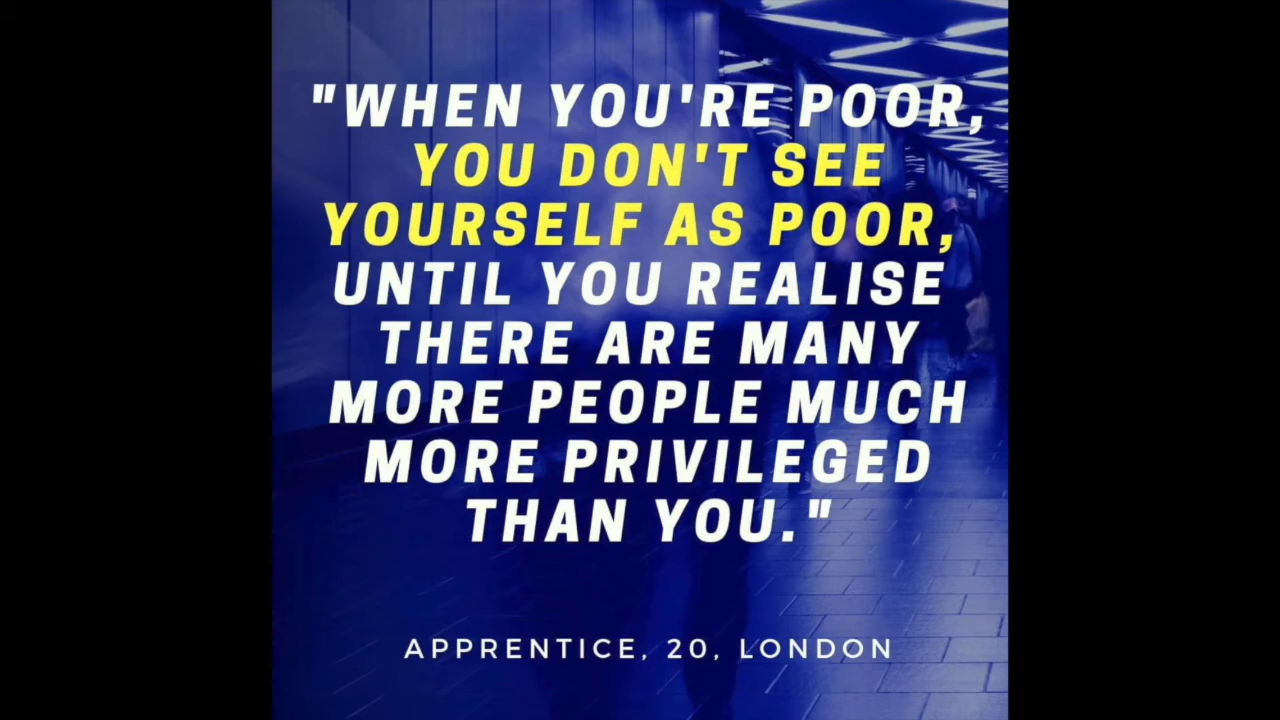 "WHEN YOU'RE POOR,
YOU DON'T SEE
YOURSELF AS POOR,
UNTIL YOU REALISE
THERE ARE MANY
MORE PEOPLE MUCH
MORE PRIVILEGED
THAN YOU."
APPRENTICE, 20, LONDON